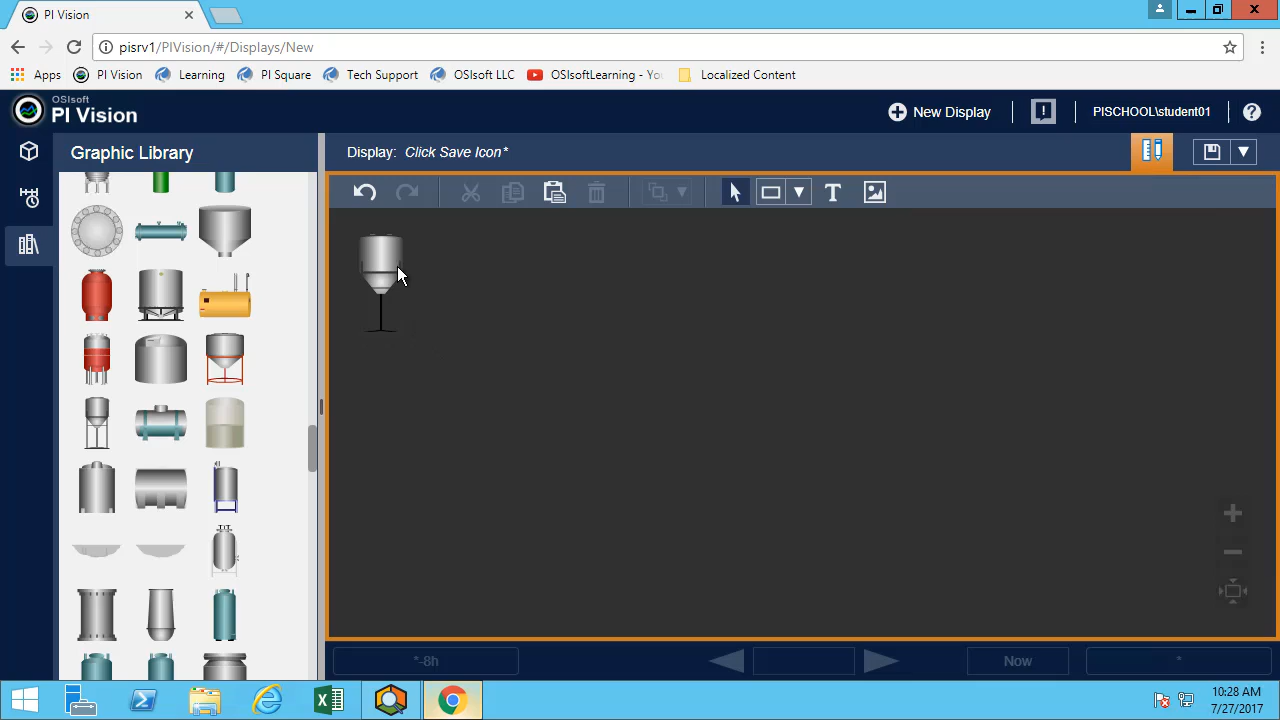 PI Vision
pisrv1/PIVision/#/Displays/New
Apps PI Vision Learning PI Square Tech Support OSIsoft LLC OSIsoftLearning - You Localized Content
OSIsoft
PI Vision
New Display
PISCHOOL\student01
Graphic Library
Display: Click Save Icon*
T
*-8h
Now
*
10:28 AM
7/27/2017